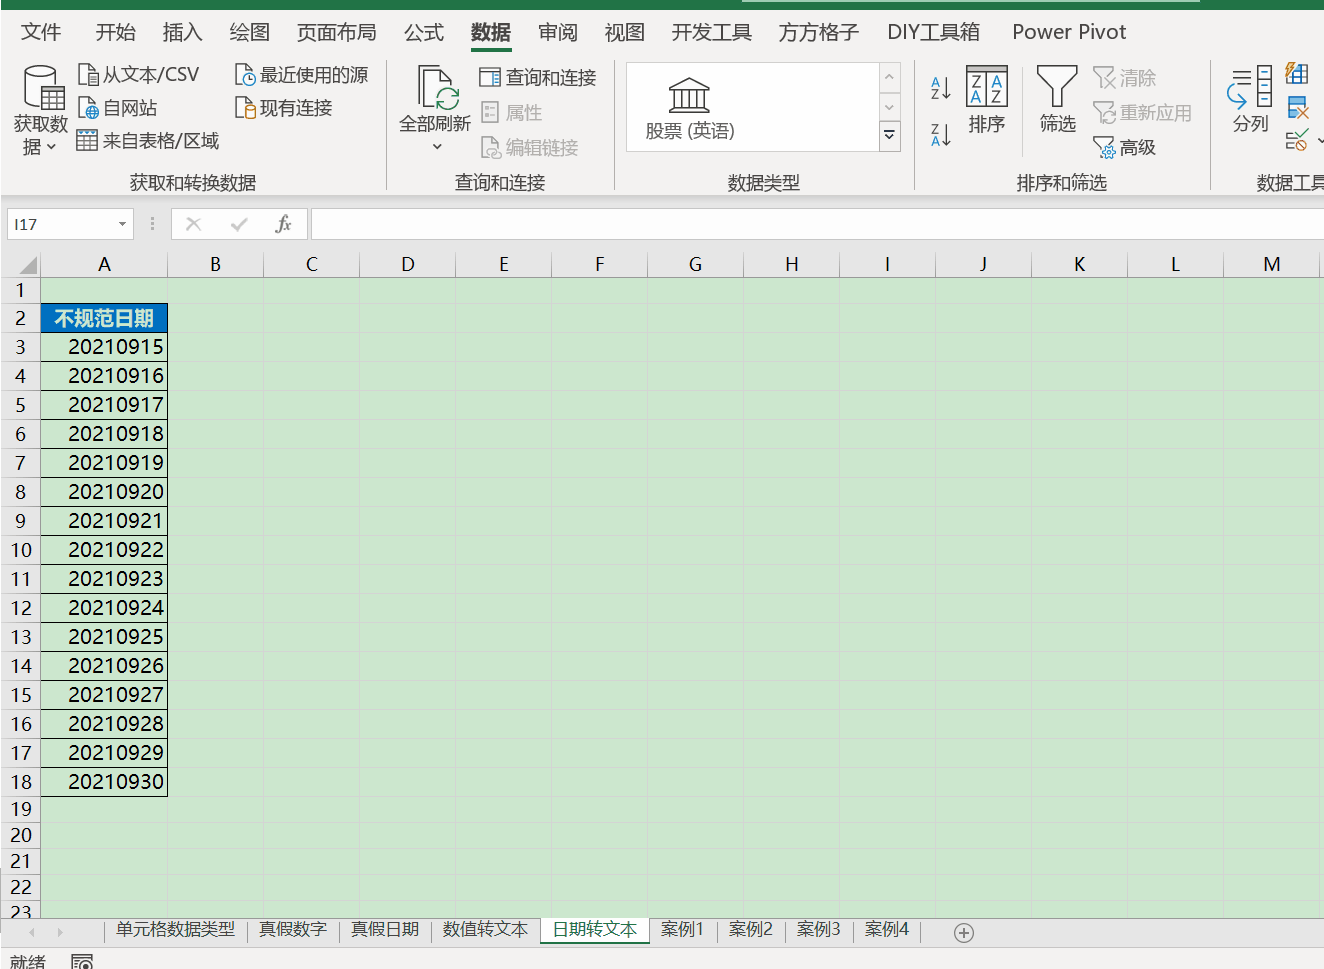 文件 开始 插入 绘图 页面布局 公式 数据 审阅 视图 开发工具 方方格子 DIY工具箱 Power Pivot
获取数据
从文本/CSV
自网站
来自表格/区域
最近使用的源
现有连接
获取和转换数据
全部刷新
查询和连接
属性
编辑链接
查询和连接
股票 (英语)
数据类型
排序
筛选
清除
重新应用
高级
排序和筛选
分列
数据工具
I17
fx
A B C D E F G H I J K L M
1
2 不规范日期
3 20210915
4 20210916
5 20210917
6 20210918
7 20210919
8 20210920
9 20210921
10 20210922
11 20210923
12 20210924
13 20210925
14 20210926
15 20210927
16 20210928
17 20210929
18 20210930
19
20
21
22
23
单元格数据类型 真假数字 真假日期 数值转文本 日期转文本 案例1 案例2 案例3 案例4
就绪